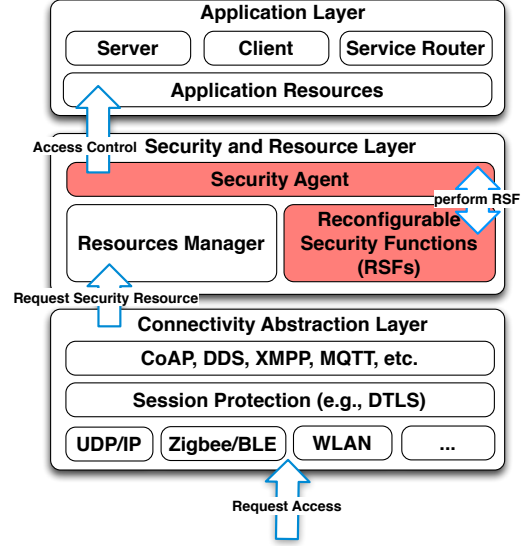 Application Layer
Server
Client
Service Router
Application Resources
Access Control
Security and Resource Layer
Security Agent
perform RSF
Resources Manager
Reconfigurable
Security Functions
(RSFs)
Request Security Resource
Connectivity Abstraction Layer
CoAP, DDS, XMPP, MQTT, etc.
Session Protection (e.g., DTLS)
UDP/IP
Zigbee/BLE
WLAN
...
Request Access